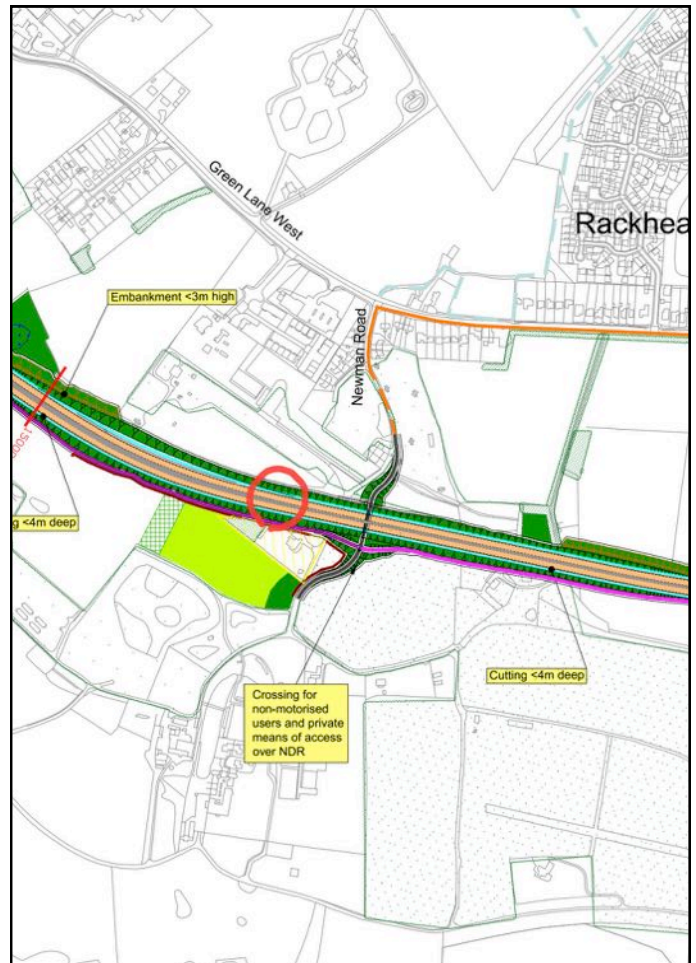 Green Lane West
Rackhea
Embankment <3m high
Newman Road
1500
g <4m deep
Cutting <4m deep
Crossing for
non-motorised
users and private
means of access
over NDR